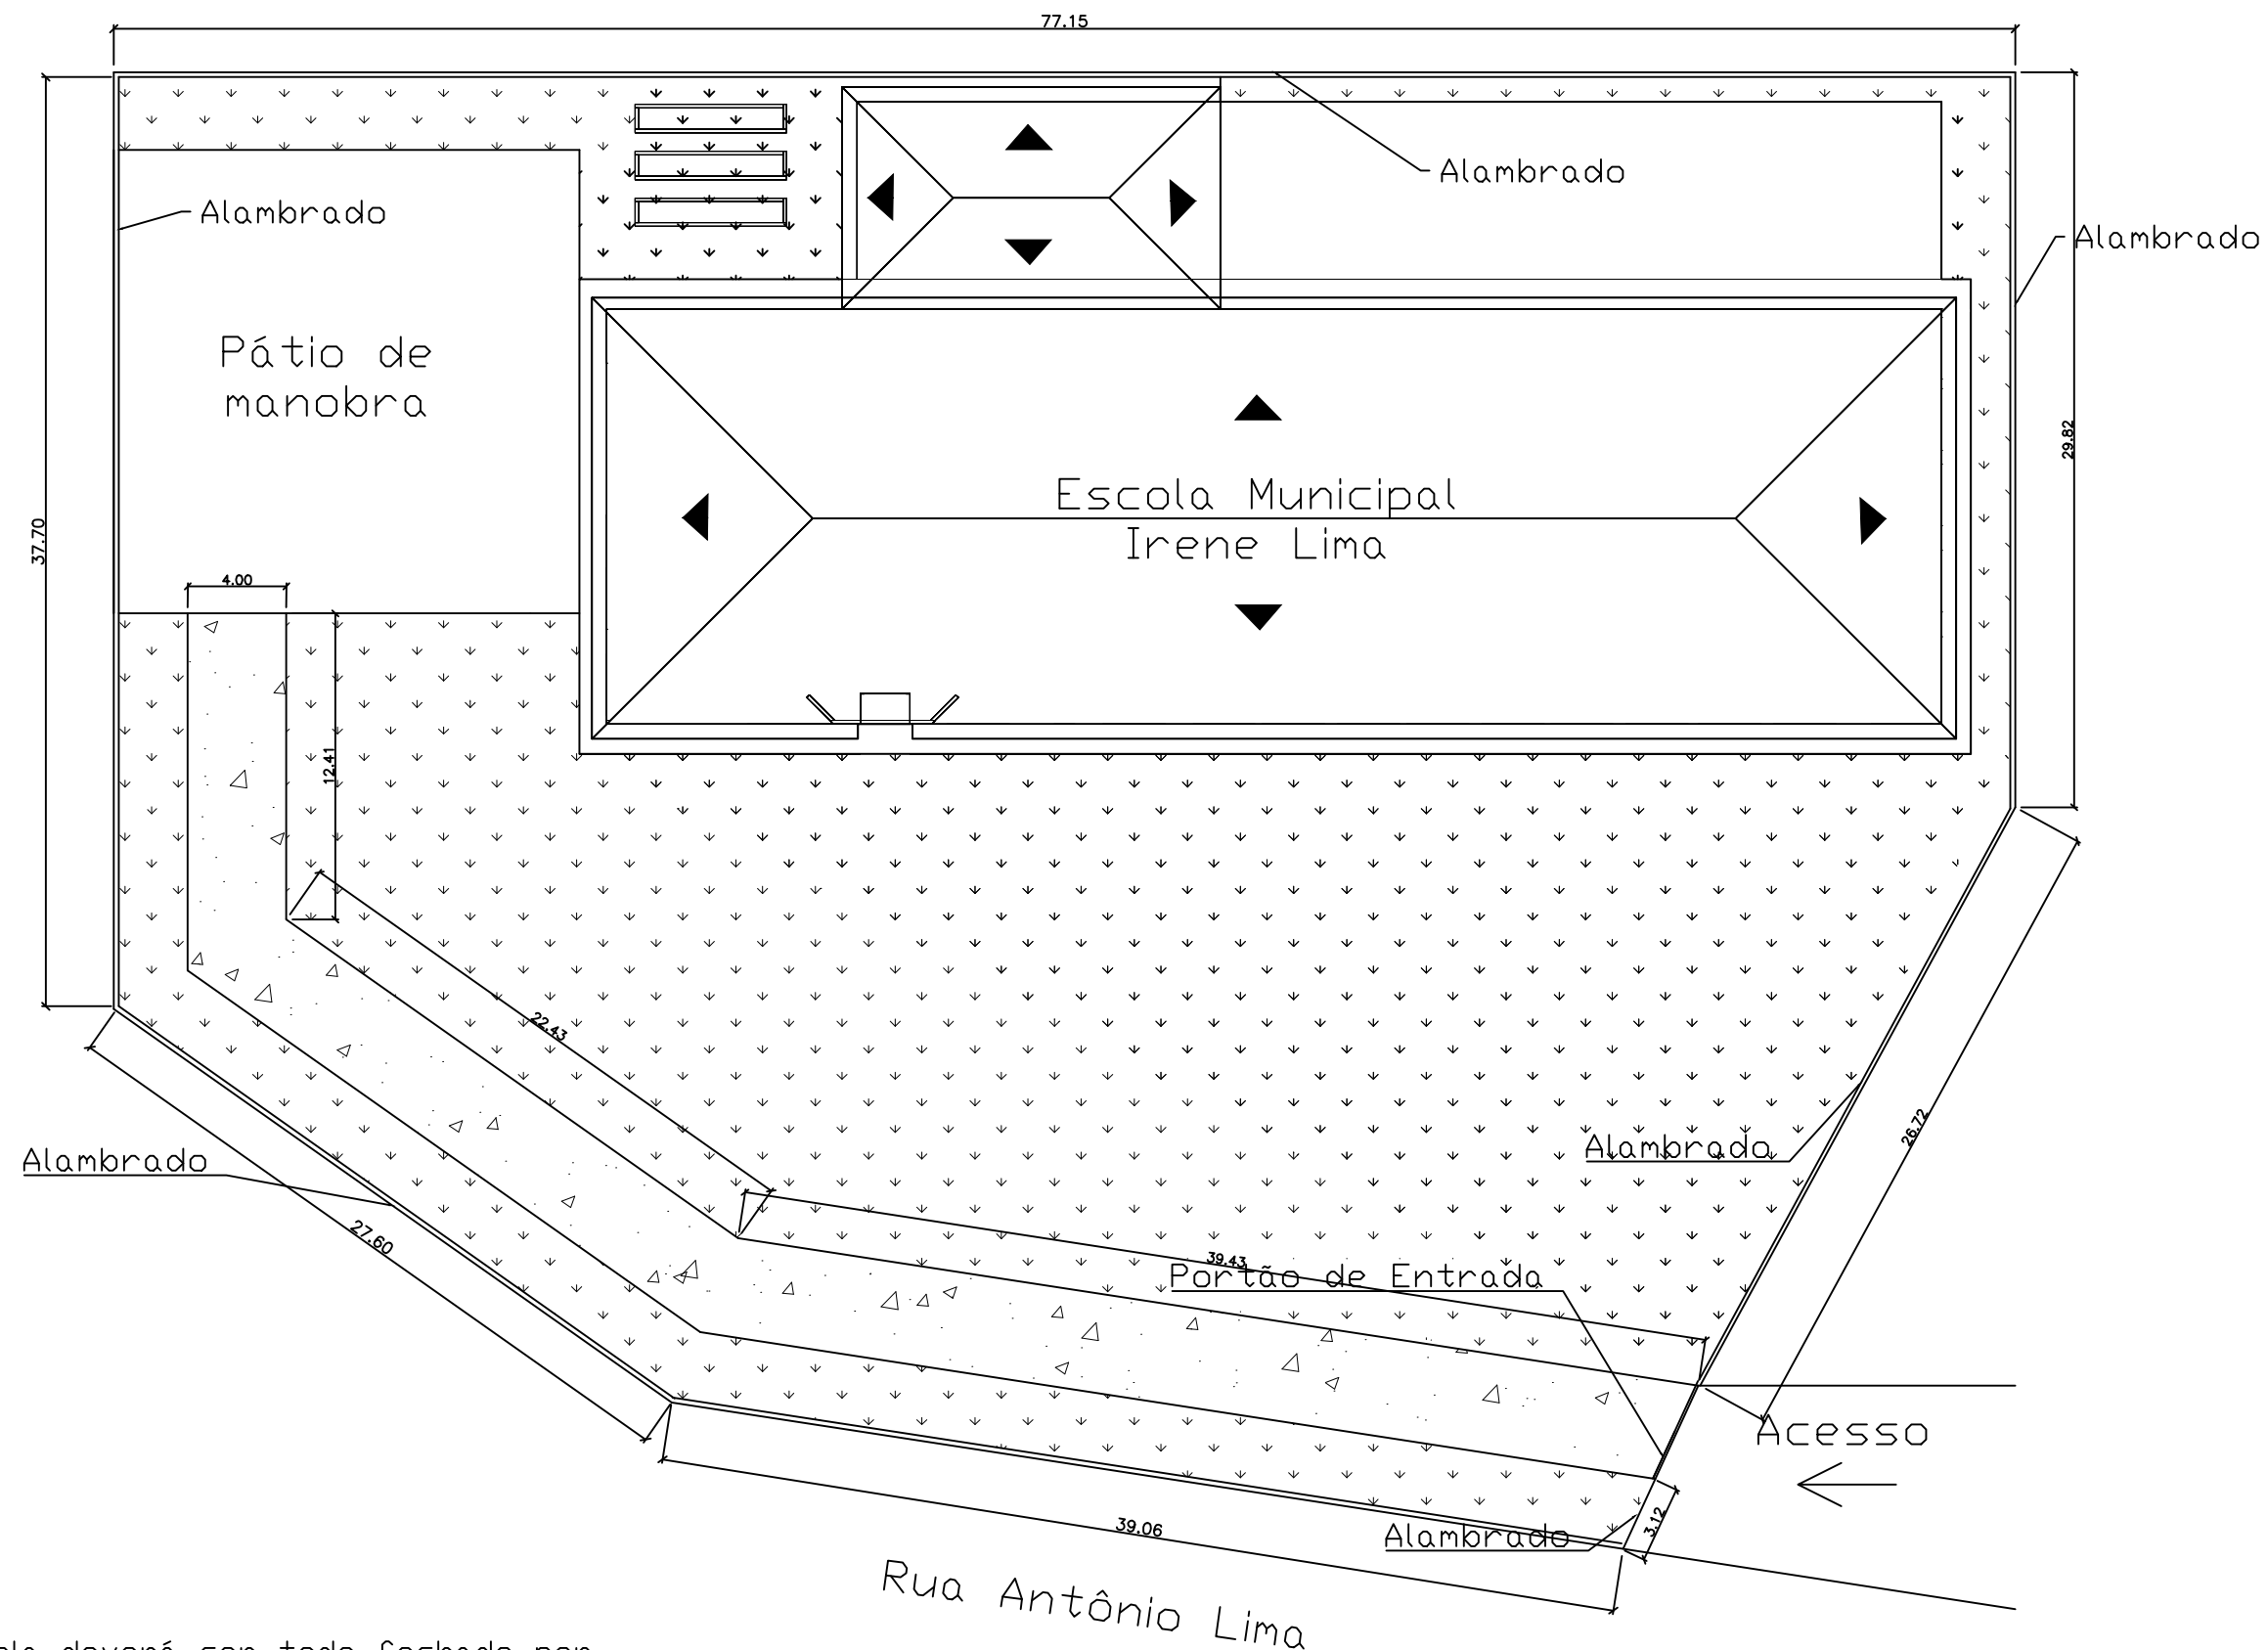 77.15
Alambrado
Alambrado
Alambrado
Pátio de
manobra
29.82
Escola Municipal
Irene Lima
37.70
4.00
12.41
22.43
26.72
Alambrado
Alambrado
27.60
39.43
Portão de Entrada
Acesso
3.12
39.06
Alambrado
Rua Antônio Lima